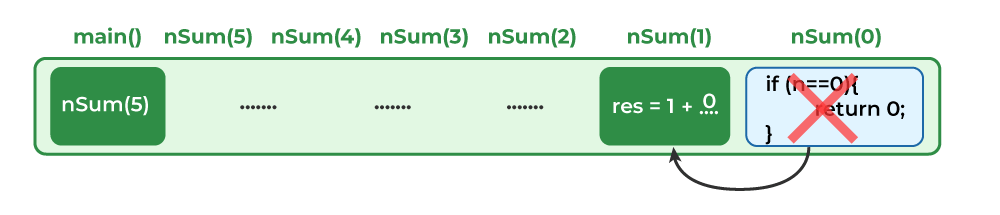 main() nSum(5) nSum(4) nSum(3) nSum(2) nSum(1) nSum(0)
nSum(5) ....... ....... ....... res = 1 + 0
if (n==0){
return 0;
}